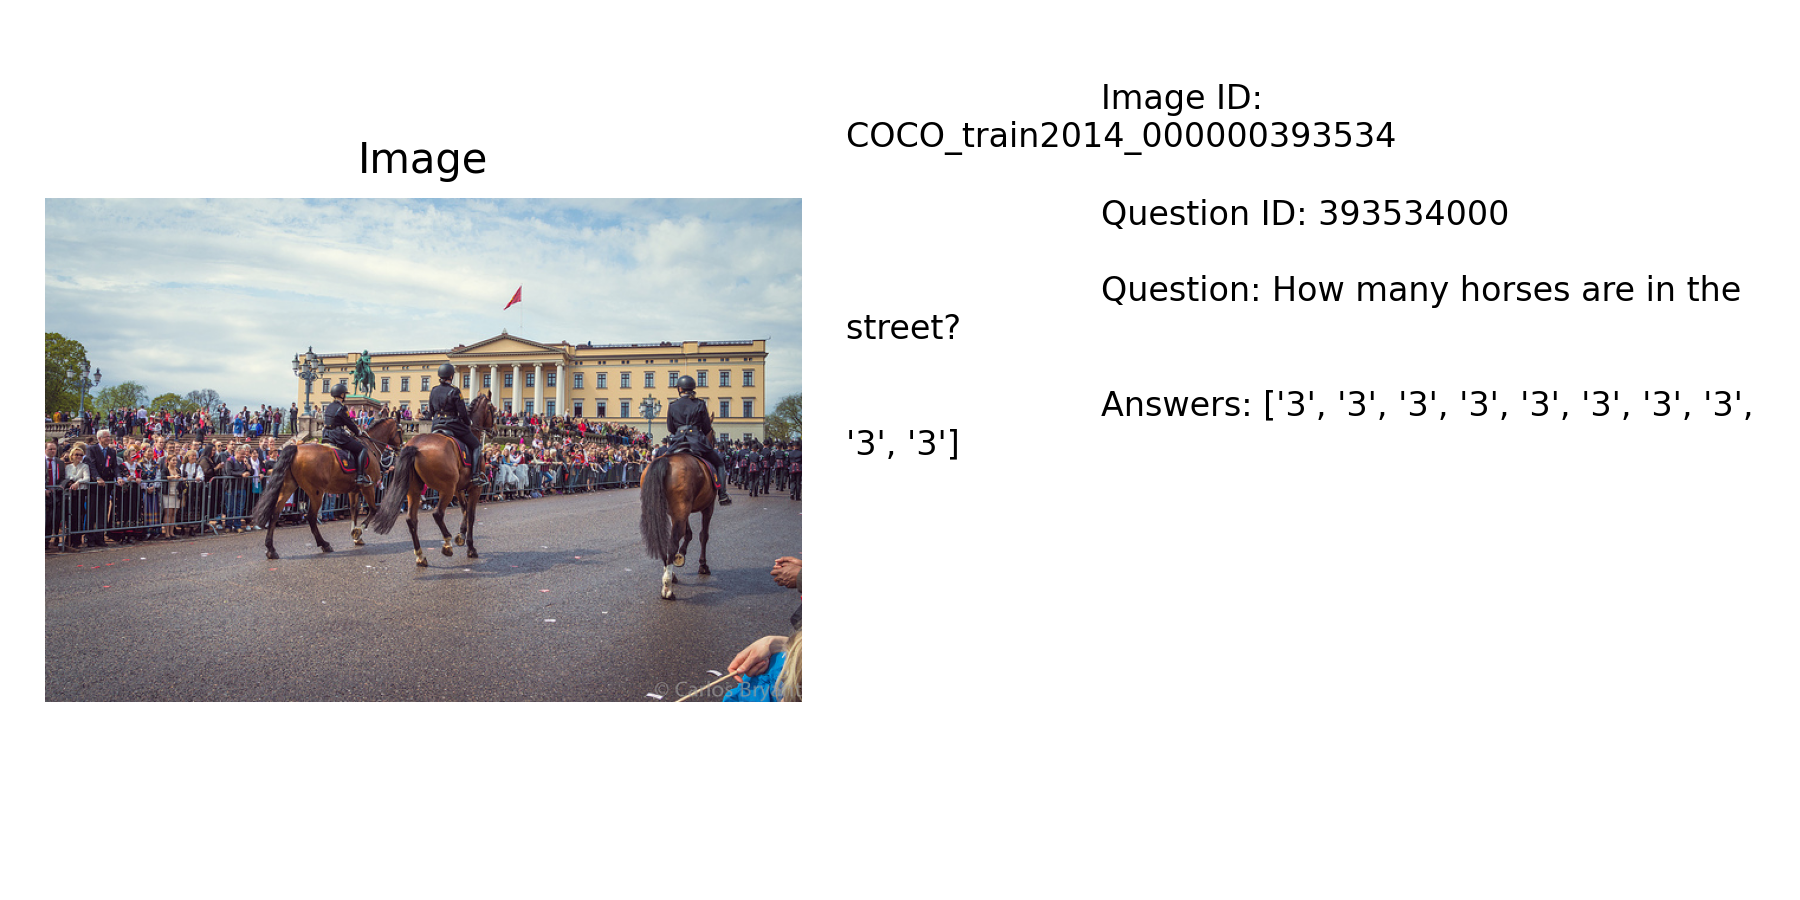 Image
Image ID:
COCO_train2014_000000393534
Question ID: 393534000
Question: How many horses are in the
street?
Answers: ['3', '3', '3', '3', '3', '3', '3', '3',
'3', '3']
© Carlos